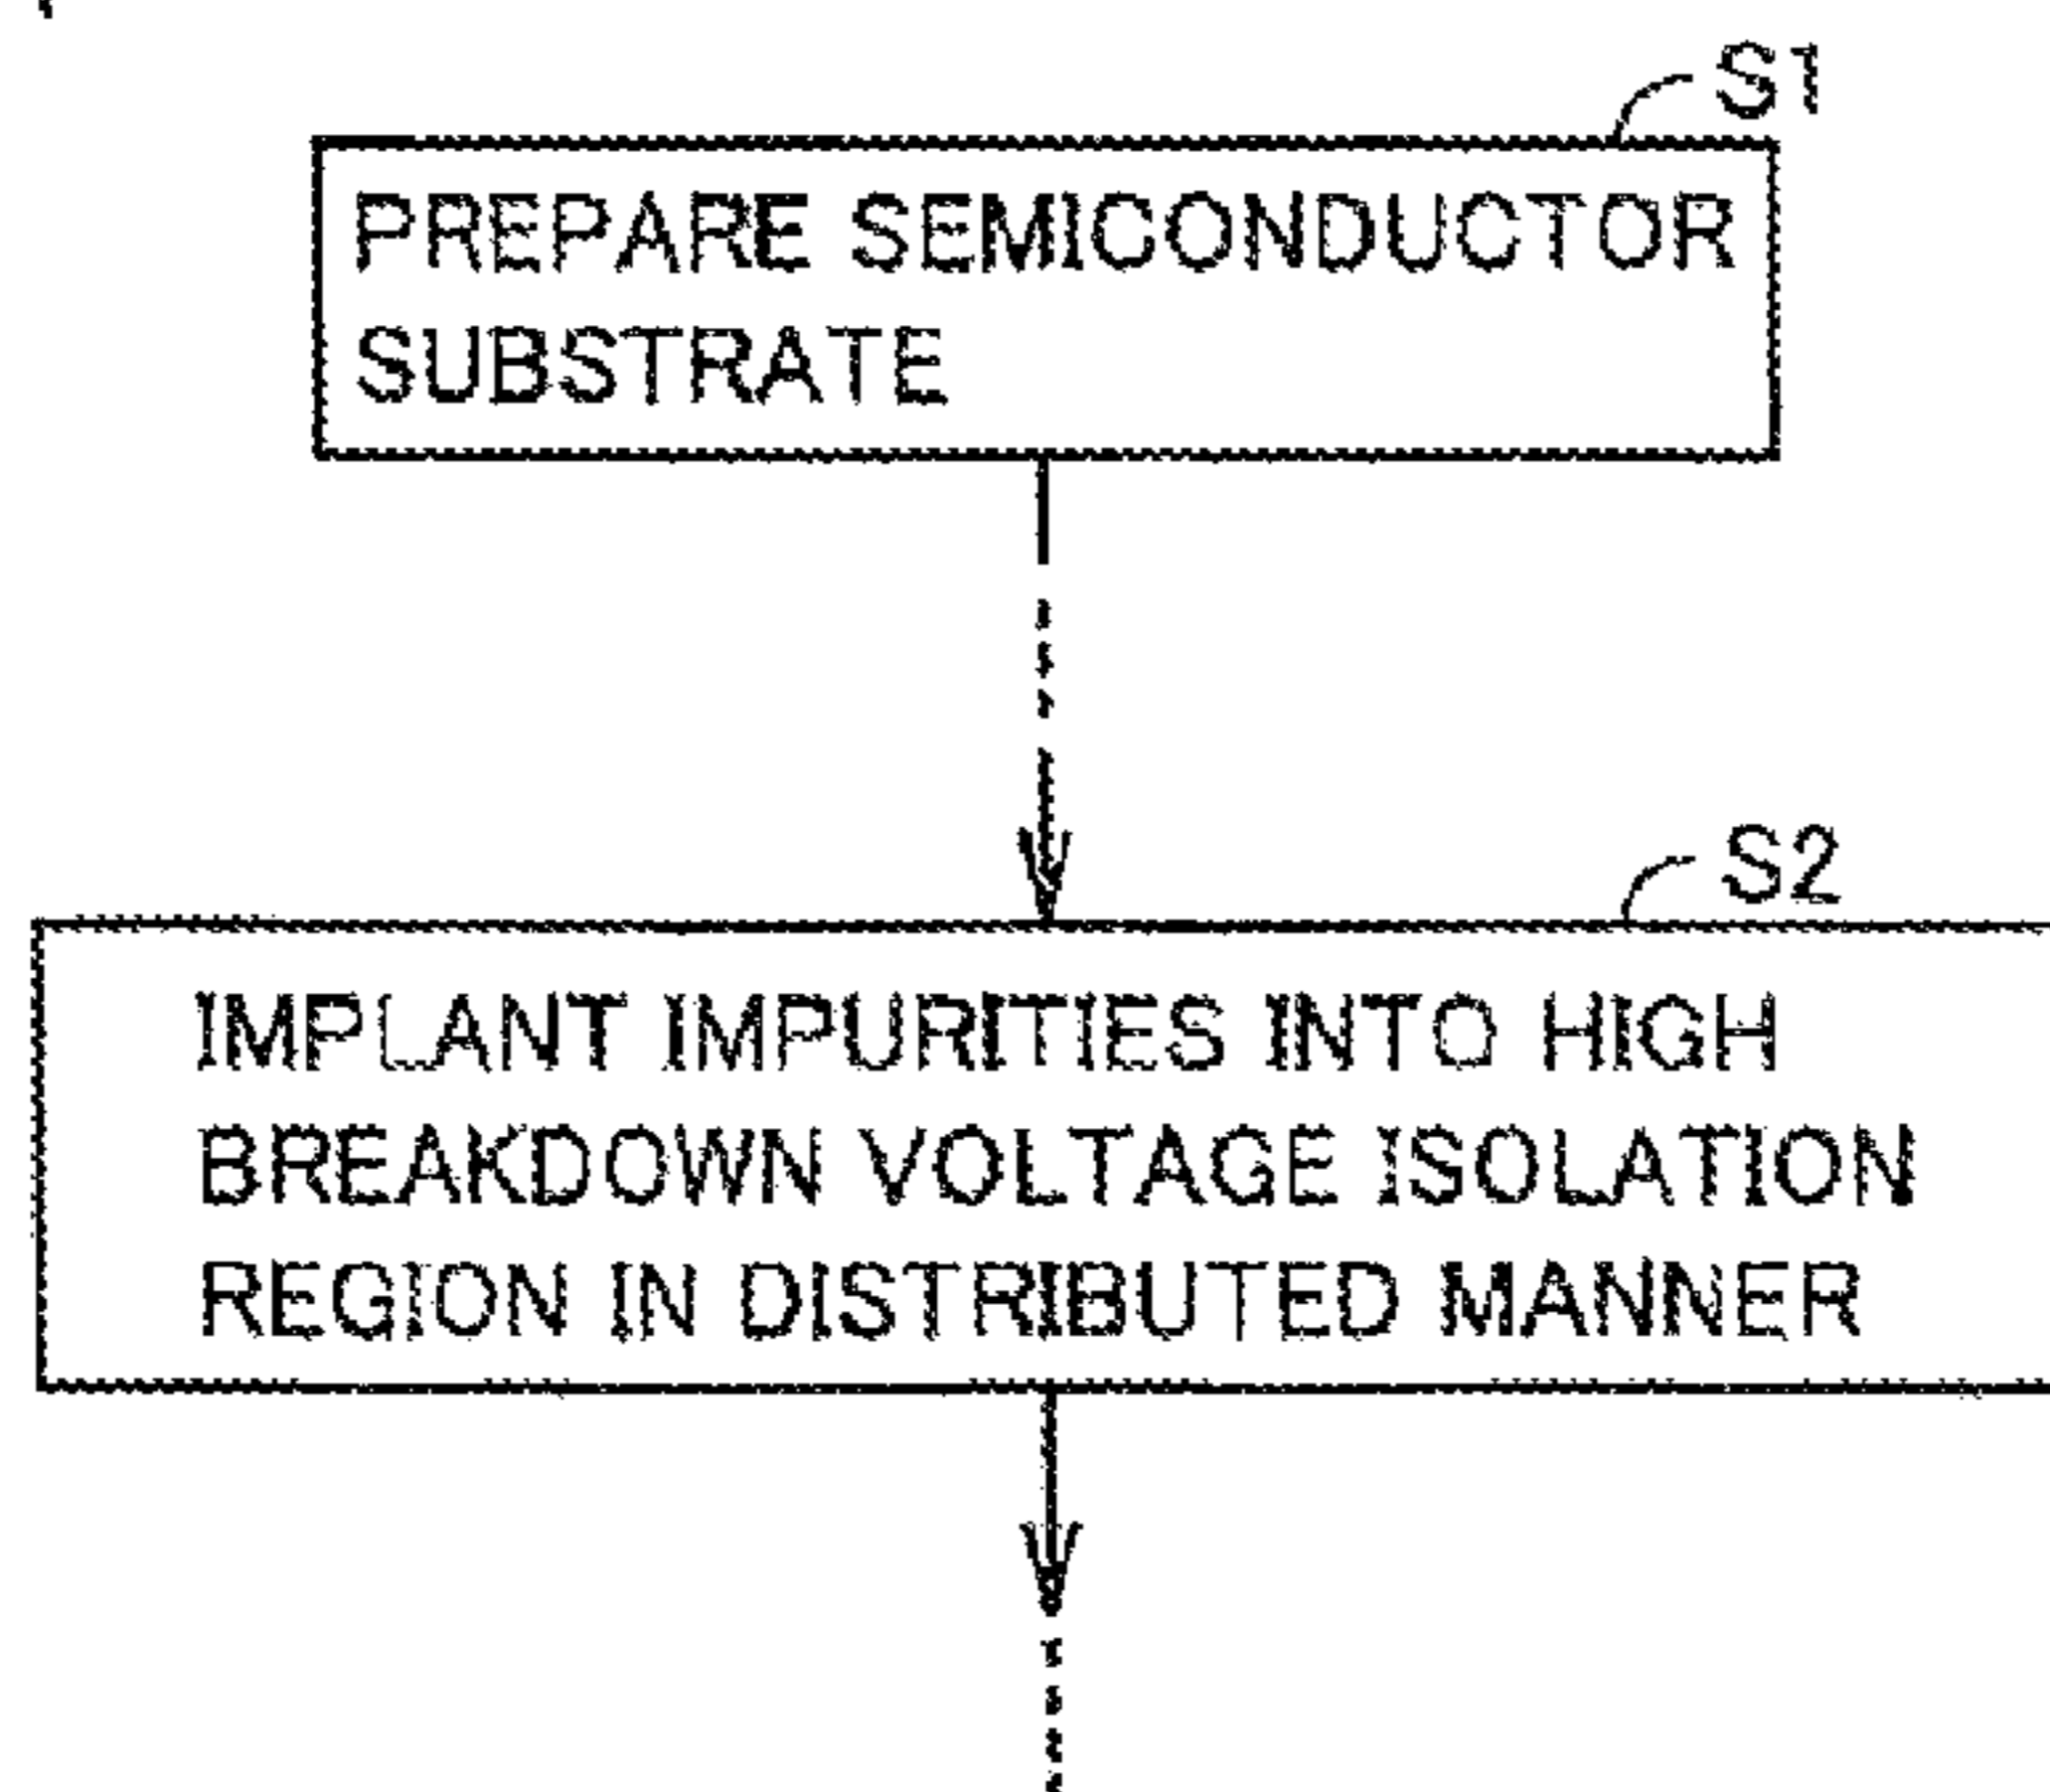 S1
PREPARE SEMICONDUCTOR
SUBSTRATE
S2
IMPLANT IMPURITIES INTO HIGH
BREAKDOWN VOLTAGE ISOLATION
REGION IN DISTRIBUTED MANNER